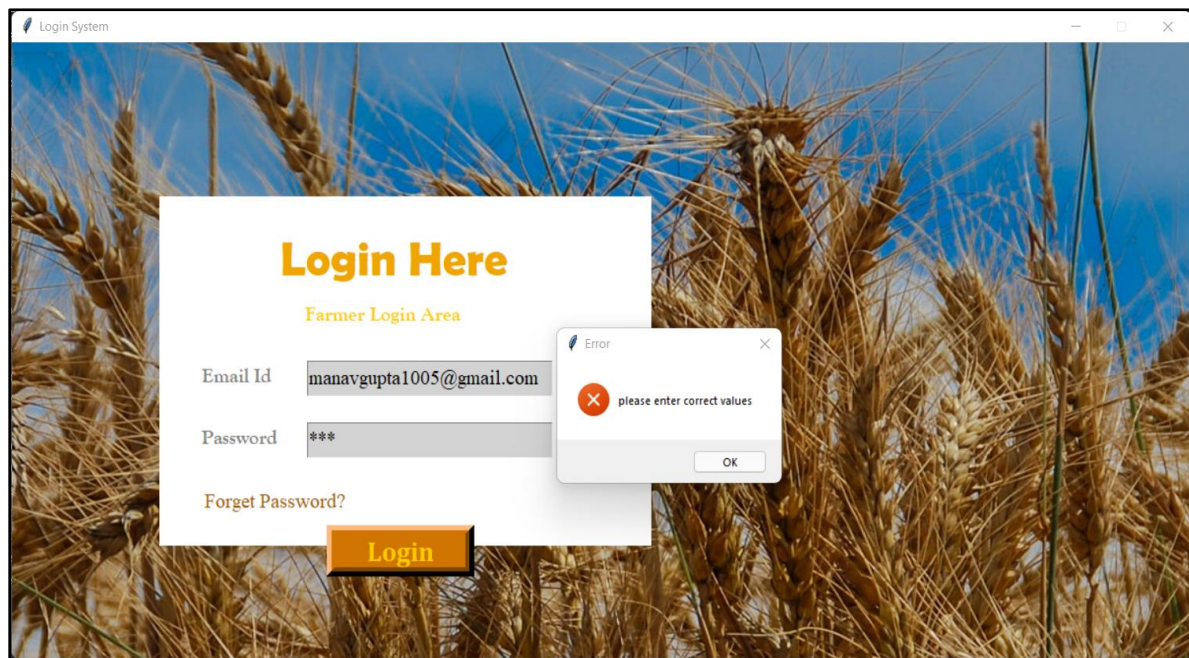 Login System
Login Here
Farmer Login Area
Error
Email Id manavgupta1005@gmail.com
please enter correct values
Password ***
OK
Forget Password?
Login